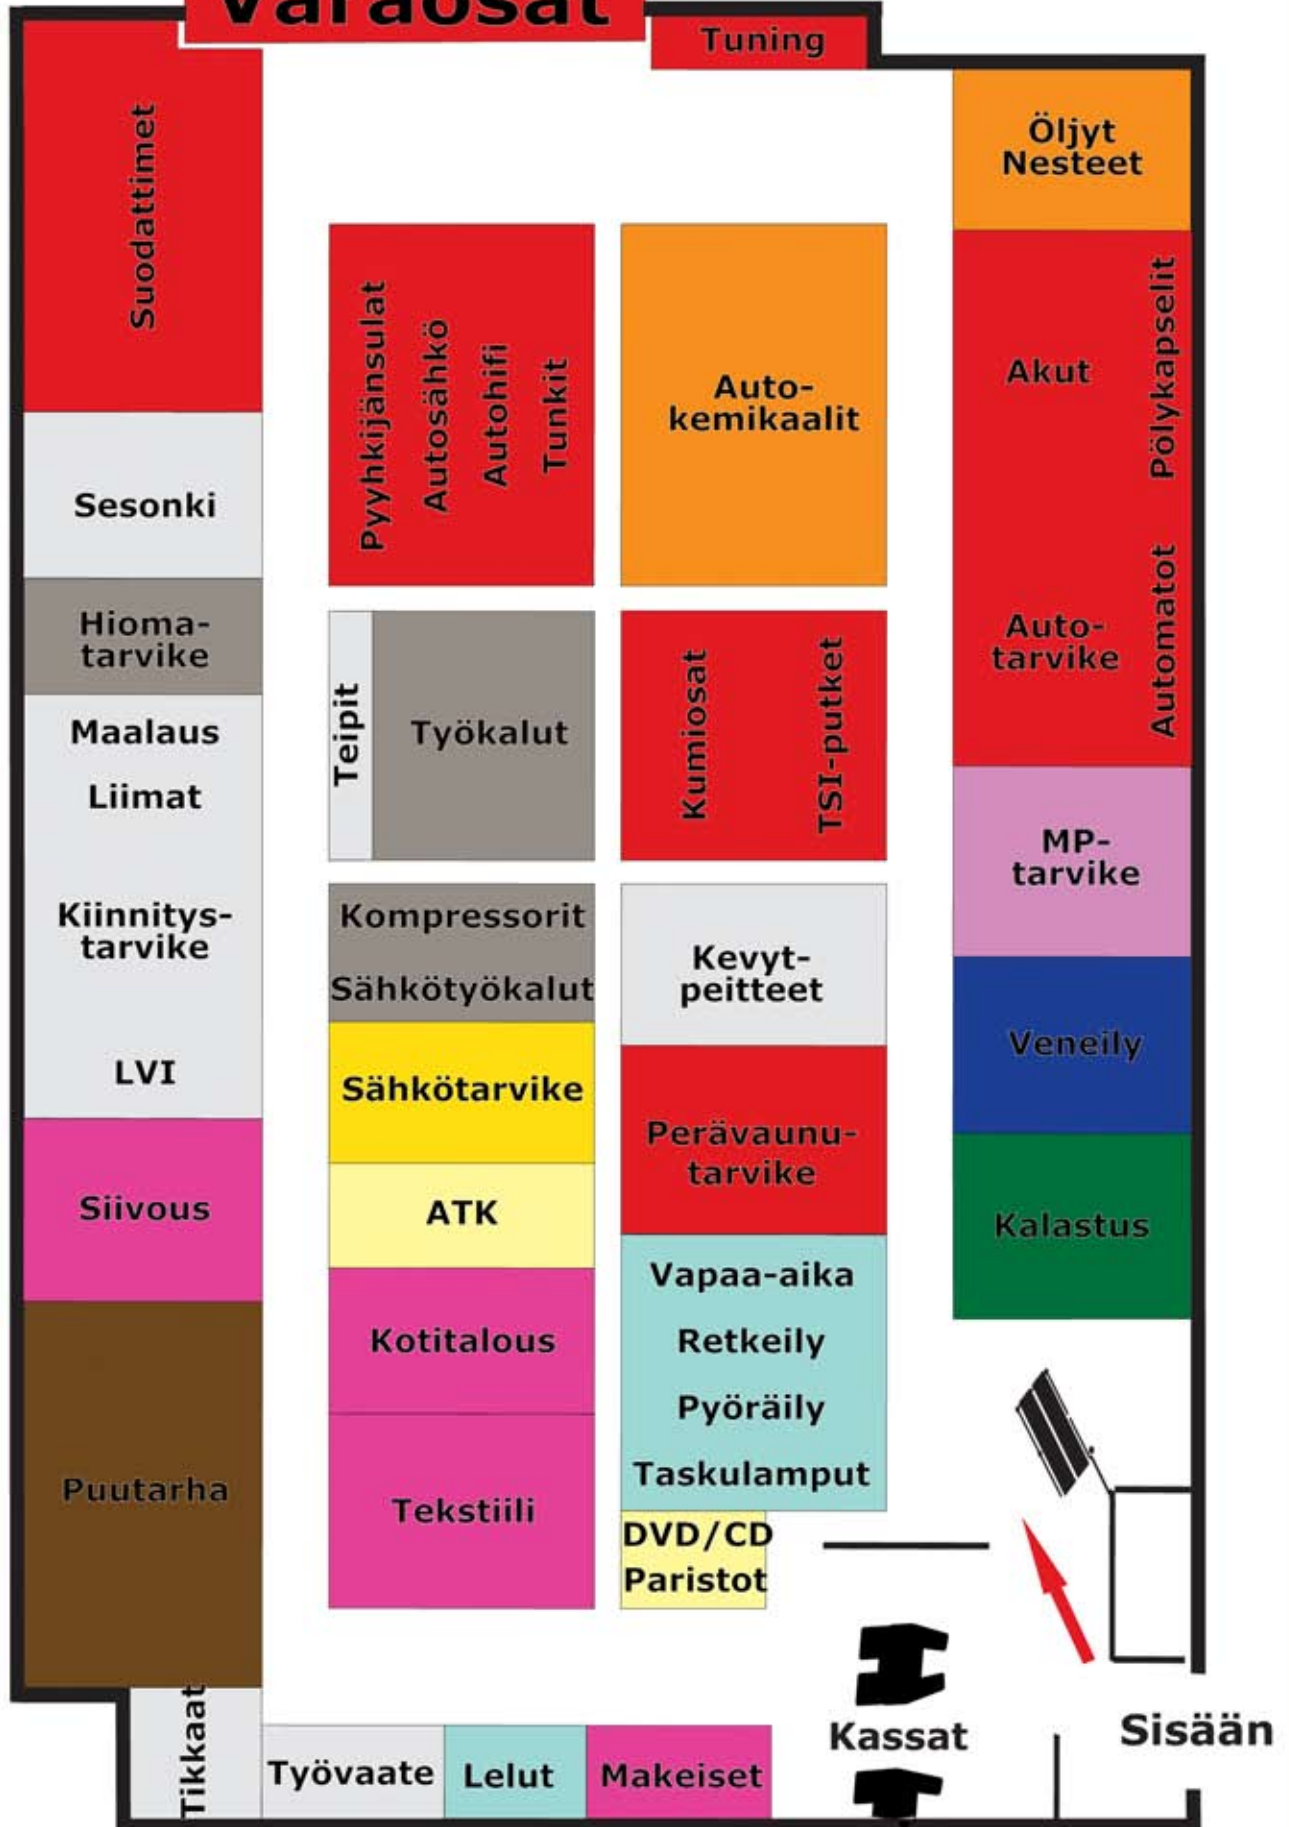 Varaosat
Tuning
Öljyt
Nesteet
Suodattimet
Pyyhkijänsulat
Autosähkö
Autohifi
Tunkit
Auto-
kemikaalit
Akut
Pölykapselit
Sesonki
Hioma-
tarvike
Auto-
tarvike
Automatot
Teipit
Työkalut
Kumiosat
TSI-putket
Maalaus
Liimat
Kiinnitys-
tarvike
LVI
MP-
tarvike
Kompressorit
Sähkötyökalut
Kevyt-
peitteet
Veneily
Sähkötarvike
Perävaunu-
tarvike
Siivous
ATK
Kalastus
Vapaa-aika
Retkeily
Pyöräily
Taskulamput
Kotitalous
Puutarha
Tekstiili
DVD/CD
Paristot
Tikkaat
Työvaate
Lelut
Makeiset
Kassat
Sisään